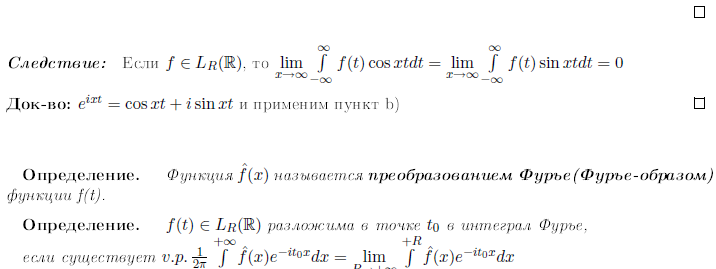 □
Следствие: Если f ∈ L_R(ℝ), то lim_{x→∞} ∫_{−∞}^{∞} f(t) cos xtdt = lim_{x→∞} ∫_{−∞}^{∞} f(t) sin xtdt = 0
Док-во: e^{ixt} = cos xt + i sin xt и применим пункт b) □
Определение. Функция f̂(x) называется преобразованием Фурье(Фурье-образом)
функции f(t).
Определение. f(t) ∈ L_R(ℝ) разложима в точке t₀ в интеграл Фурье,
если существует v.p. 1/2π ∫_{−∞}^{+∞} f̂(x)e^{−it₀x}dx = lim_{R→+∞} ∫^{+R} f̂(x)e^{−it₀x}dx